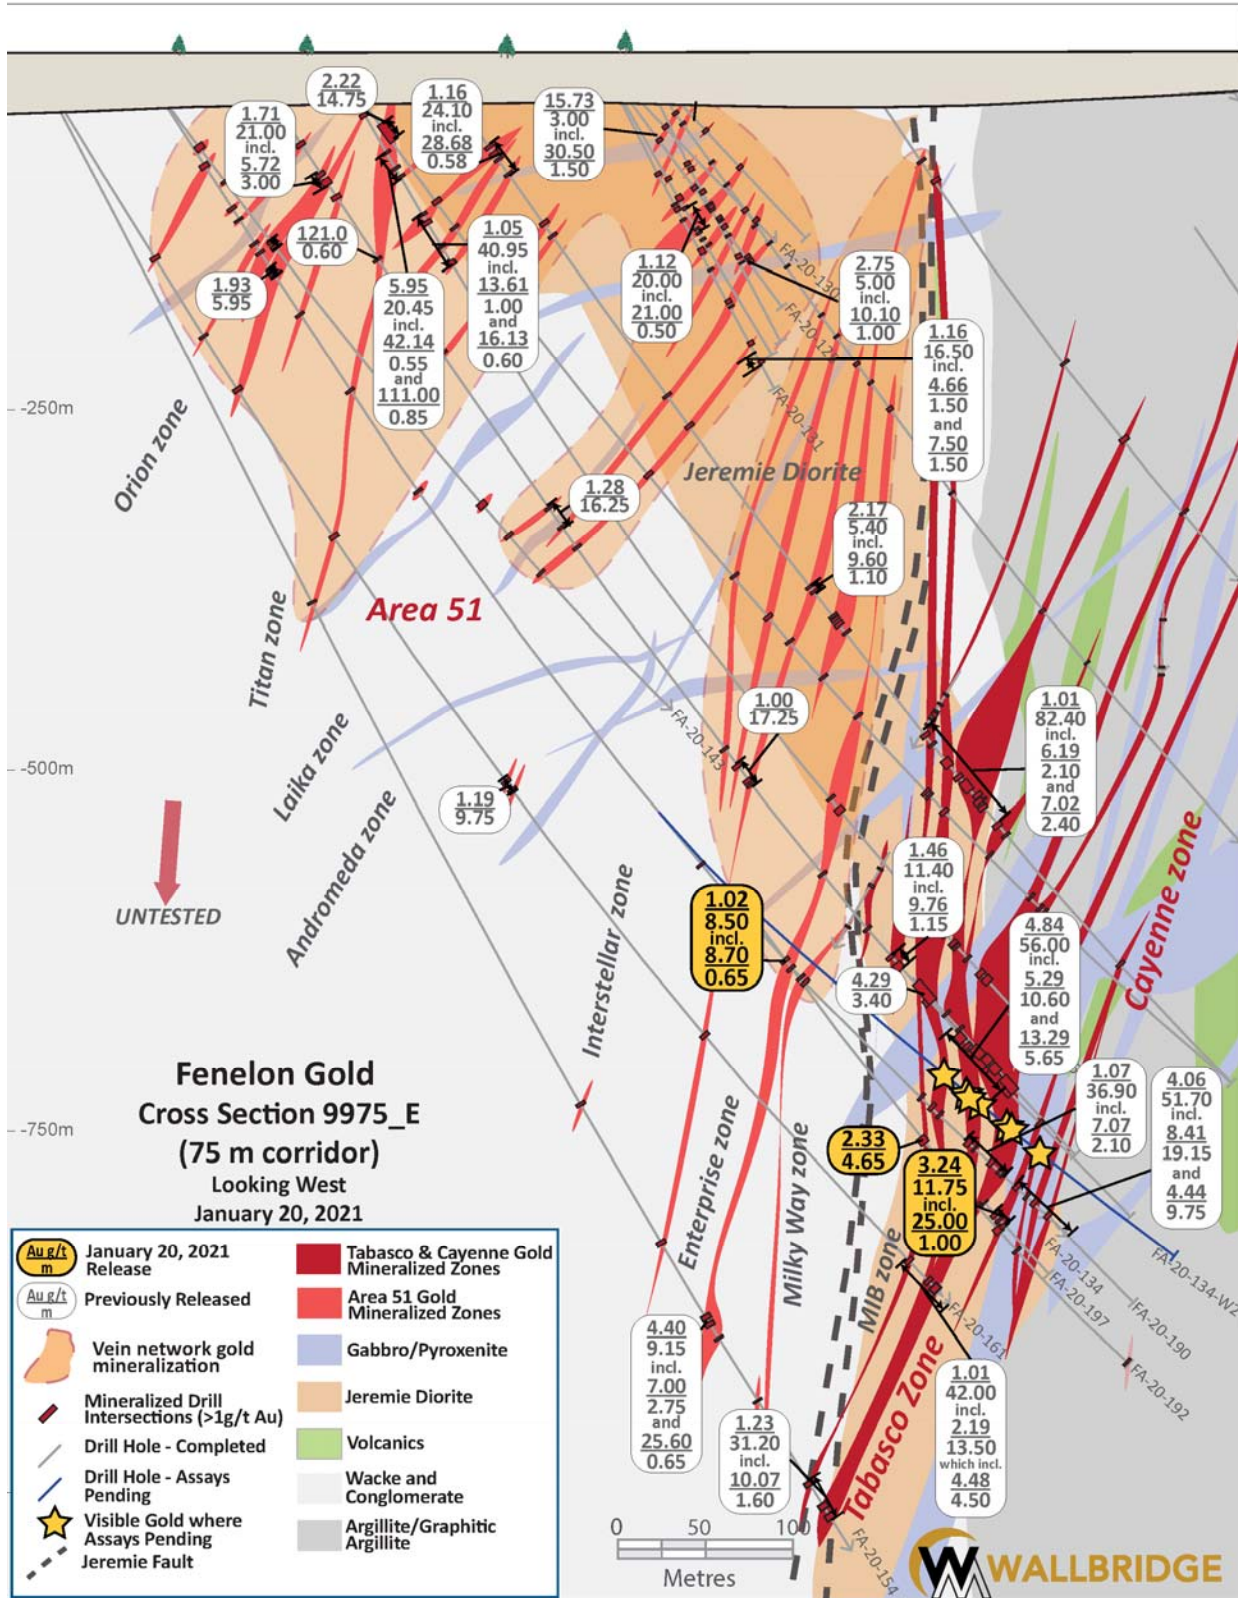 2.22
14.75
1.16
24.10
incl.
28.68
0.58
15.73
3.00
incl.
30.50
1.50
1.71
21.00
incl.
5.72
3.00
121.0
0.60
1.93
5.95
5.95
20.45
incl.
42.14
0.55
and
111.00
0.85
1.05
40.95
incl.
13.61
1.00
and
16.13
0.60
1.12
20.00
incl.
21.00
0.50
2.75
5.00
incl.
10.10
1.00
FA-20-130
FA-20-131
1.16
16.50
incl.
4.66
1.50
and
7.50
1.50
-250m
Orion zone
Jeremie Diorite
1.28
16.25
2.17
5.40
incl.
9.60
1.10
Area 51
Titan zone
Laika zone
Andromeda zone
FA-20-143
1.00
17.25
1.01
82.40
incl.
6.19
2.10
and
7.02
2.40
-500m
1.19
9.75
UNTESTED
Interstellar zone
1.02
8.50
incl.
8.70
0.65
1.46
11.40
incl.
9.76
1.15
4.29
3.40
4.84
56.00
incl.
5.29
10.60
and
13.29
5.65
Cayenne zone
1.07
36.90
incl.
7.07
2.10
4.06
51.70
incl.
8.41
19.15
and
4.44
9.75
-750m
2.33
4.65
3.24
11.75
incl.
25.00
1.00
Enterprise zone
Milky Way zone
MIB zone
Tabasco Zone
FA-20-134
FA-20-134-W2
FA-20-197
FA-20-190
FA-20-192
FA-20-161
FA-20-154
4.40
9.15
incl.
7.00
2.75
and
25.60
0.65
1.23
31.20
incl.
10.07
1.60
1.01
42.00
incl.
2.19
13.50
which incl.
4.48
4.50
Fenelon Gold
Cross Section 9975_E
(75 m corridor)
Looking West
January 20, 2021
Au g/t
m
January 20, 2021
Release
Au g/t
m
Previously Released
Vein network gold
mineralization
Mineralized Drill
Intersections (>1g/t Au)
Drill Hole - Completed
Drill Hole - Assays
Pending
Visible Gold where
Assays Pending
Jeremie Fault
Tabasco & Cayenne Gold
Mineralized Zones
Area 51 Gold
Mineralized Zones
Gabbro/Pyroxenite
Jeremie Diorite
Volcanics
Wacke and
Conglomerate
Argillite/Graphitic
Argillite
0 50 100
Metres
WALLBRIDGE